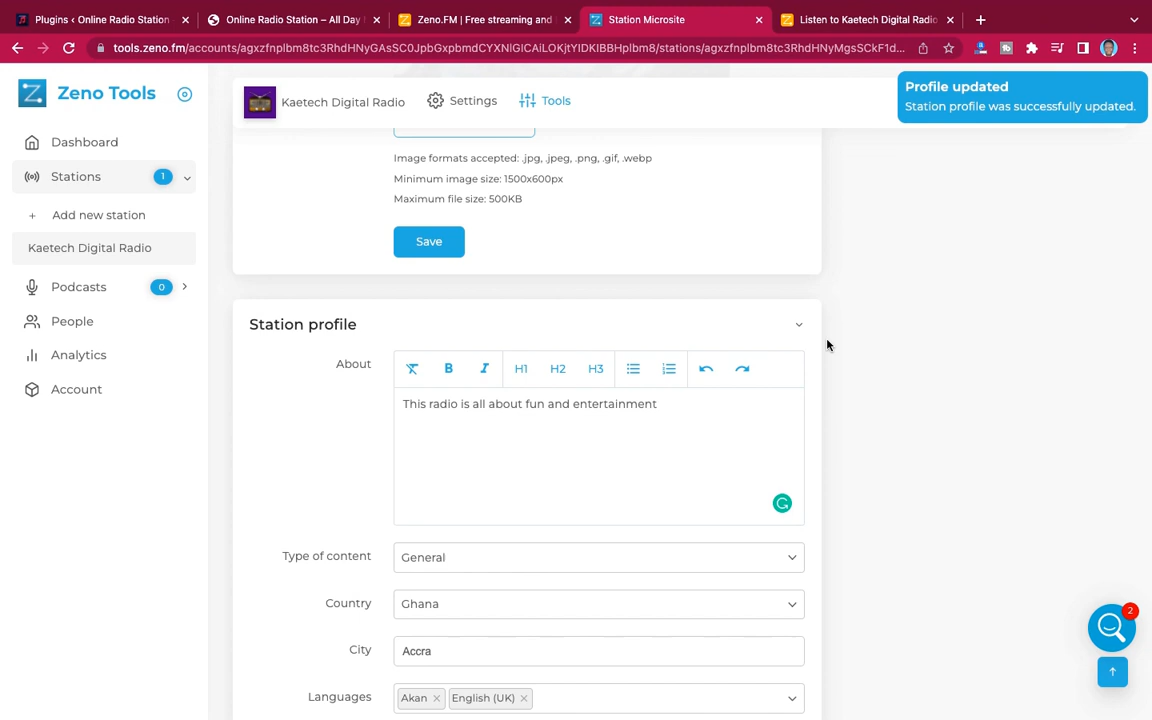 Plugins ‹ Online Radio Station -
Online Radio Station – All Day
Zeno.FM | Free streaming and
Station Microsite
Listen to Kaetech Digital Radio
tools.zeno.fm/accounts/agxzfnplbm8tc3RhdHNyGAsSC0JpbGxpbmdCYXNlGICAiLOKjtYIDKIBBHplbm8/stations/agxzfnplbm8tc3RhdHNyMgsSCkF1d...
Zeno Tools
Kaetech Digital Radio
Settings
Tools
Profile updated
Station profile was successfully updated.
Dashboard
Stations
1
Add new station
Kaetech Digital Radio
Podcasts
0
People
Analytics
Account
Image formats accepted: .jpg, .jpeg, .png, .gif, .webp
Minimum image size: 1500x600px
Maximum file size: 500KB
Save
Station profile
About
B
I
H1
H2
H3
This radio is all about fun and entertainment
Type of content
General
Country
Ghana
City
Accra
Languages
Akan ×
English (UK) ×
2